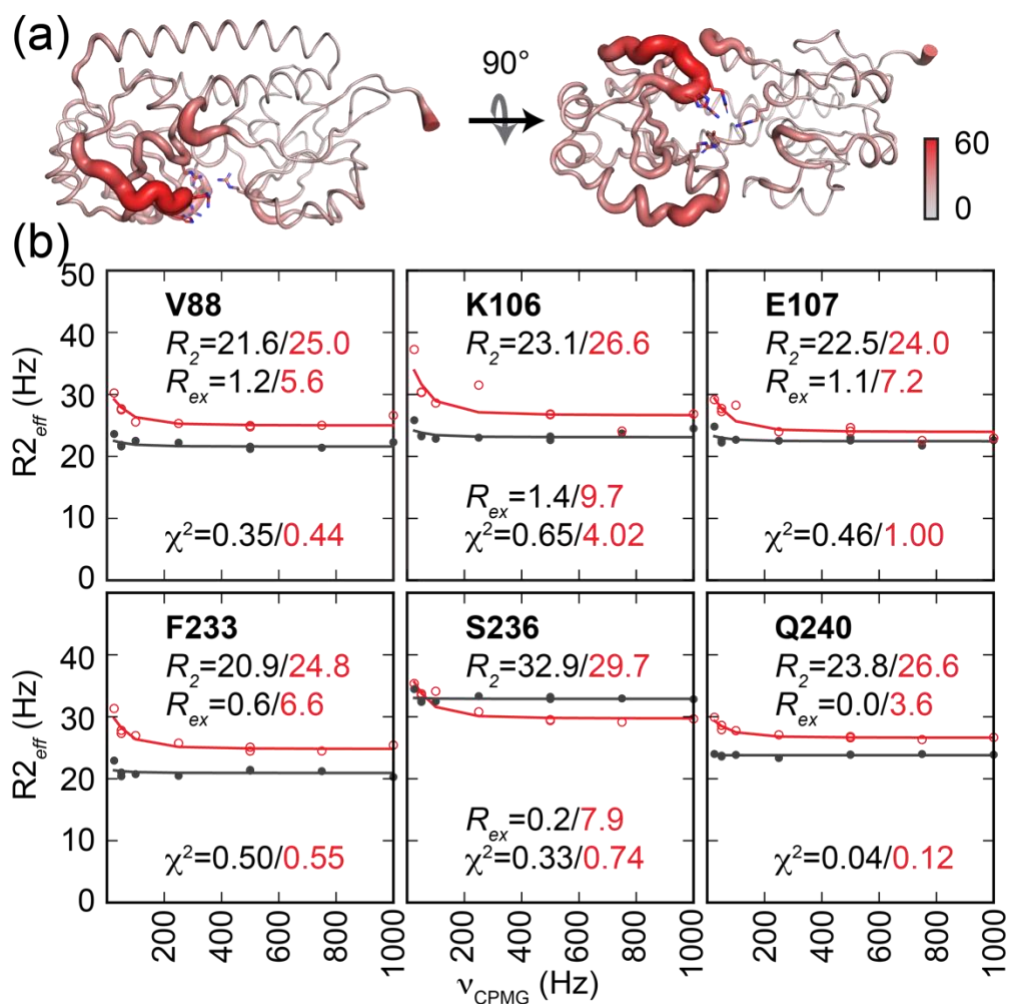 (a)
90°
60
0
(b)
50
40
30
20
10
0
R2eff (Hz)
V88
R2=21.6/25.0
Rex=1.2/5.6
χ2=0.35/0.44
K106
R2=23.1/26.6
Rex=1.4/9.7
χ2=0.65/4.02
E107
R2=22.5/24.0
Rex=1.1/7.2
χ2=0.46/1.00
40
30
20
10
0
R2eff (Hz)
F233
R2=20.9/24.8
Rex=0.6/6.6
χ2=0.50/0.55
S236
R2=32.9/29.7
Rex=0.2/7.9
χ2=0.33/0.74
Q240
R2=23.8/26.6
Rex=0.0/3.6
χ2=0.04/0.12
200 400 600 800 1000
200 400 600 800 1000
200 400 600 800 1000
νCPMG (Hz)